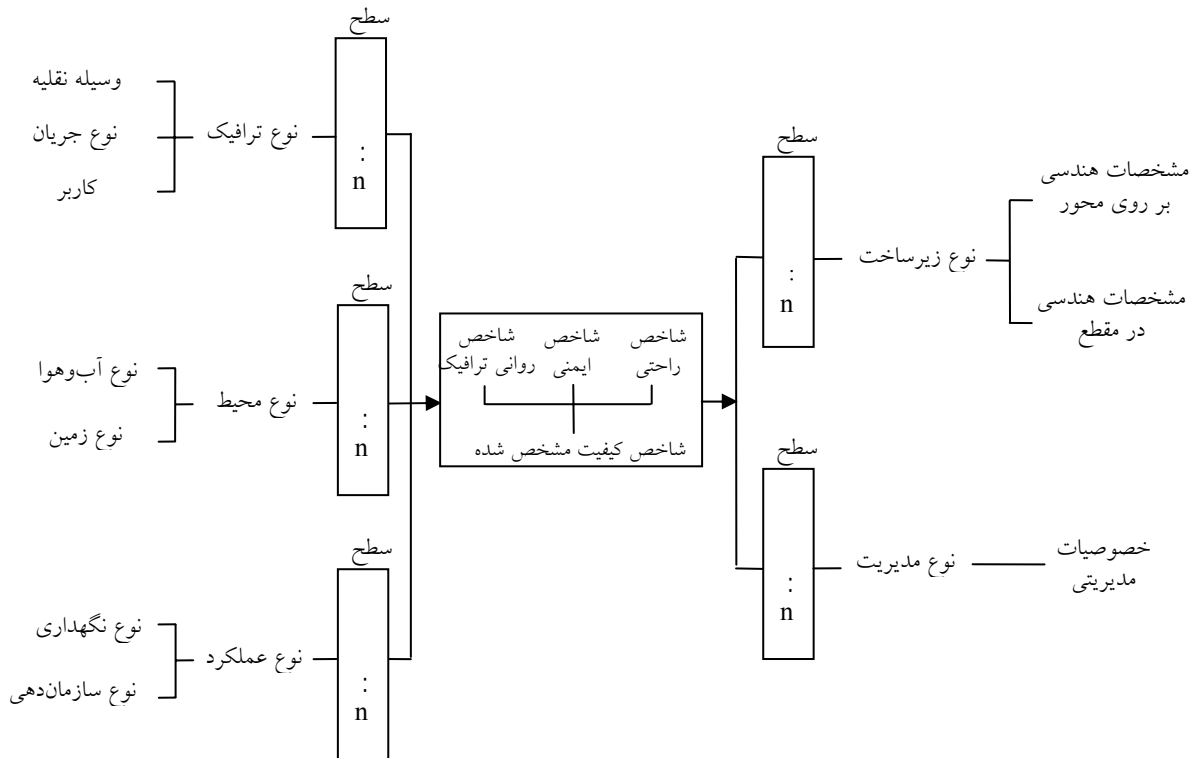 سطح
وسیله نقلیه
نوع جریان
کاربر
نوع ترافیک
:
n
سطح
نوع آب‌وهوا
نوع زمین
نوع محیط
:
n
سطح
نوع نگهداری
نوع سازمان‌دهی
نوع عملکرد
:
n
شاخص
راحتی
شاخص
ایمنی
شاخص
روانی ترافیک
شاخص کیفیت مشخص شده
سطح
:
n
نوع زیرساخت
مشخصات هندسی
بر روی محور
مشخصات هندسی
در مقطع
سطح
:
n
نوع مدیریت
خصوصیات
مدیریتی